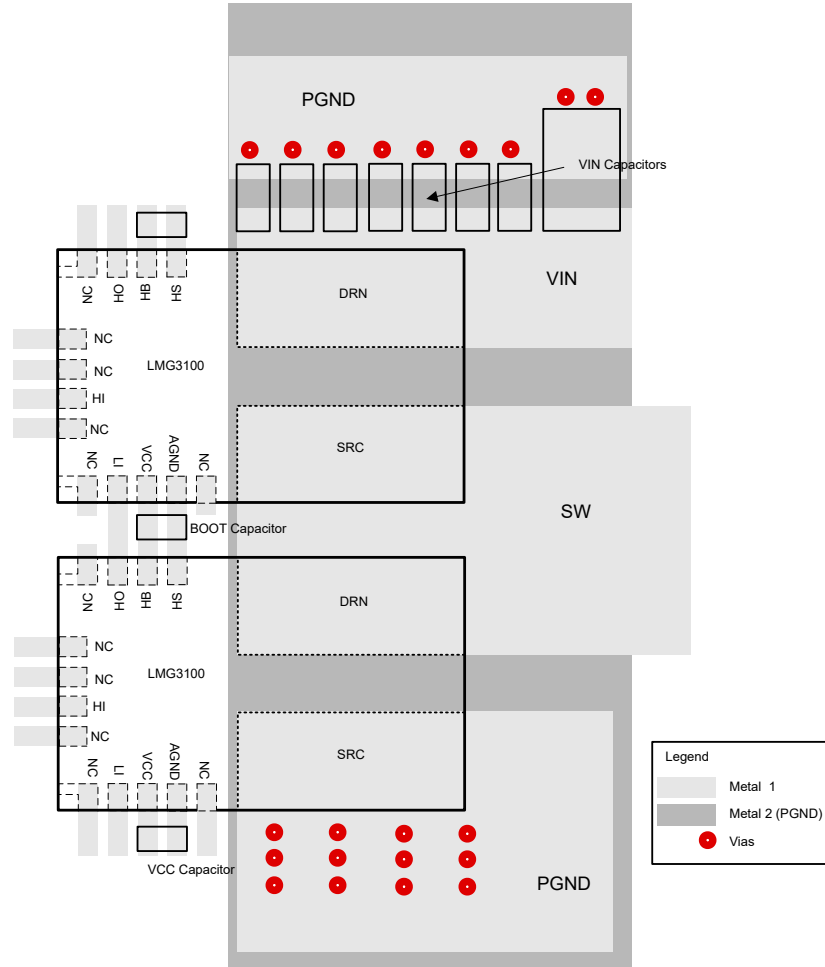 PGND
VIN Capacitors
NC
HO
HB
HS
DRN
VIN
NC
NC
LMG3100
HI
NC
NC
LI
VCC
AGND
NC
SRC
SW
BOOT Capacitor
NC
HO
HB
HS
DRN
NC
NC
LMG3100
HI
NC
NC
LI
VCC
AGND
NC
SRC
VCC Capacitor
PGND
Legend
Metal 1
Metal 2 (PGND)
Vias